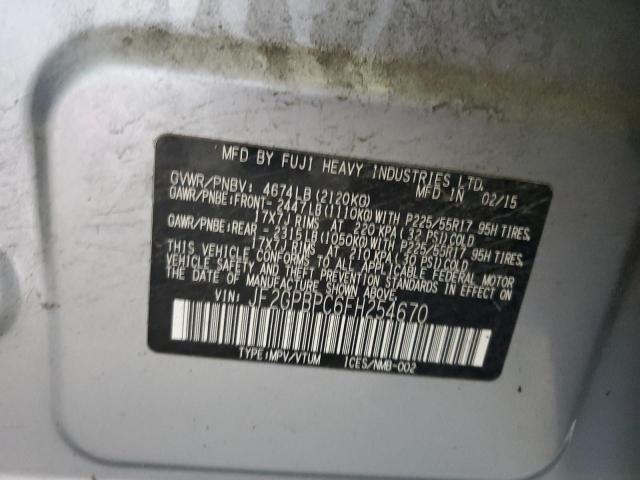 MFD BY FUJI HEAVY INDUSTRIES LTD.
GVWR/PNBV: 4674LB(2120KG) MFD IN 02/15
GAWR/PNBE:FRONT- 2447LB(1110KG)WITH P225/55R17 95H TIRES,
17X7J RIMS AT 220 KPA(32 PSI)COLD
GAWR/PNBE:REAR - 2315LB(1050KG)WITH P225/55R17 95H TIRES,
17X7J RIMS AT 210 KPA(30 PSI)COLD
THIS VEHICLE CONFORMS TO ALL APPLICABLE FEDERAL MOTOR
VEHICLE SAFETY STANDARDS IN EFFECT ON
THE DATE OF MANUFACTURE SHOWN ABOVE.
VIN: JF2GPBPC6FH254670
TYPE:MPV/VTUM ICES/NMB-002